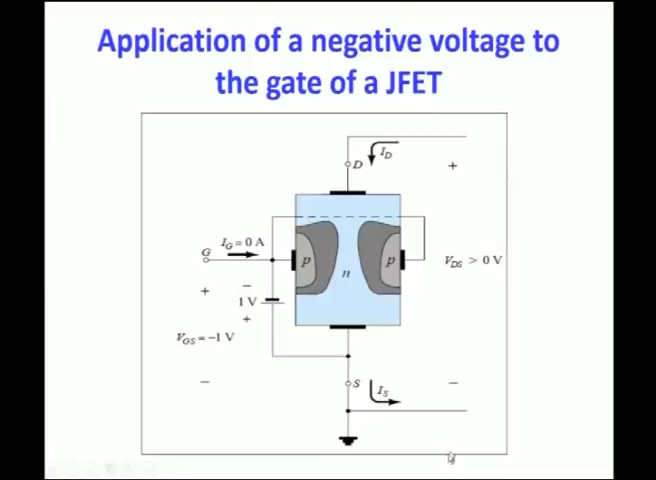 Application of a negative voltage to
the gate of a JFET
D
I_D
+
I_G = 0 A
G
p
p
n
V_DS > 0 V
+
−
1 V
+
V_GS = −1 V
−
S
I_S
−